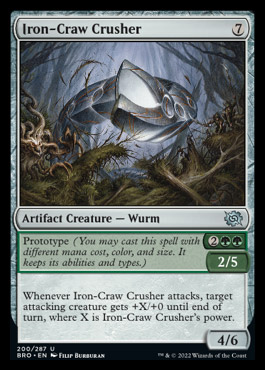 Iron-Craw Crusher 7
Artifact Creature — Wurm
Prototype (You may cast this spell with 2
different mana cost, color, and size. It 2/5
keeps its abilities and types.)
Whenever Iron-Craw Crusher attacks, target
attacking creature gets +X/+0 until end of
turn, where X is Iron-Craw Crusher's power.
4/6
200/287 U
BRO • EN FILIP BURBURAN ™ & © 2022 Wizards of the Coast